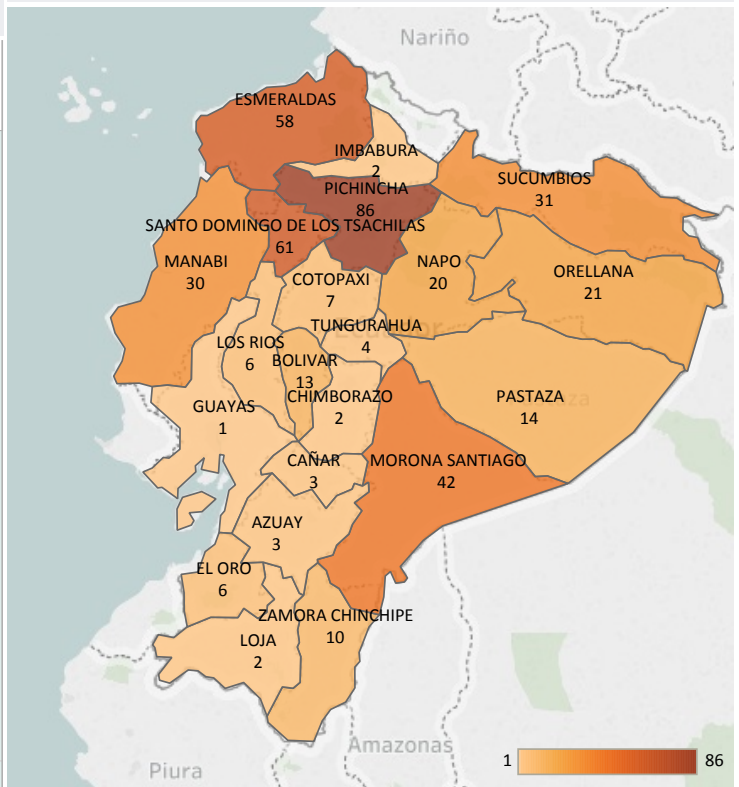 Nariño
ESMERALDAS
58
IMBABURA
2
PICHINCHA
86
SUCUMBIOS
31
SANTO DOMINGO DE LOS TSACHILAS
61
MANABI
30
COTOPAXI
7
NAPO
20
ORELLANA
21
TUNGURAHUA
4
Ecuador
LOS RIOS
6
BOLIVAR
13
CHIMBORAZO
2
GUAYAS
1
PASTAZA
14
CAÑAR
3
MORONA SANTIAGO
42
AZUAY
3
EL ORO
6
ZAMORA CHINCHIPE
10
LOJA
2
Amazonas
Piura
1
86